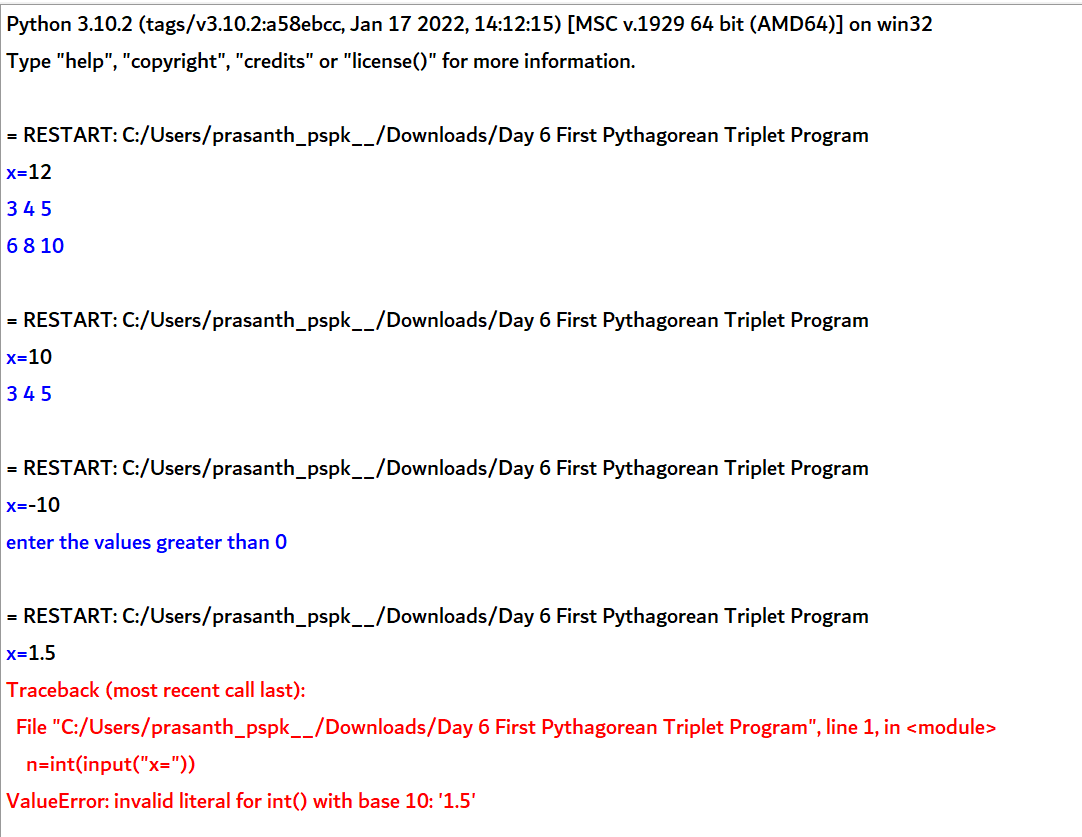 Python 3.10.2 (tags/v3.10.2:a58ebcc, Jan 17 2022, 14:12:15) [MSC v.1929 64 bit (AMD64)] on win32
Type "help", "copyright", "credits" or "license()" for more information.
= RESTART: C:/Users/prasanth_pspk__/Downloads/Day 6 First Pythagorean Triplet Program
x=12
3 4 5
6 8 10
= RESTART: C:/Users/prasanth_pspk__/Downloads/Day 6 First Pythagorean Triplet Program
x=10
3 4 5
= RESTART: C:/Users/prasanth_pspk__/Downloads/Day 6 First Pythagorean Triplet Program
x=-10
enter the values greater than 0
= RESTART: C:/Users/prasanth_pspk__/Downloads/Day 6 First Pythagorean Triplet Program
x=1.5
Traceback (most recent call last):
File "C:/Users/prasanth_pspk__/Downloads/Day 6 First Pythagorean Triplet Program", line 1, in <module>
n=int(input("x="))
ValueError: invalid literal for int() with base 10: '1.5'